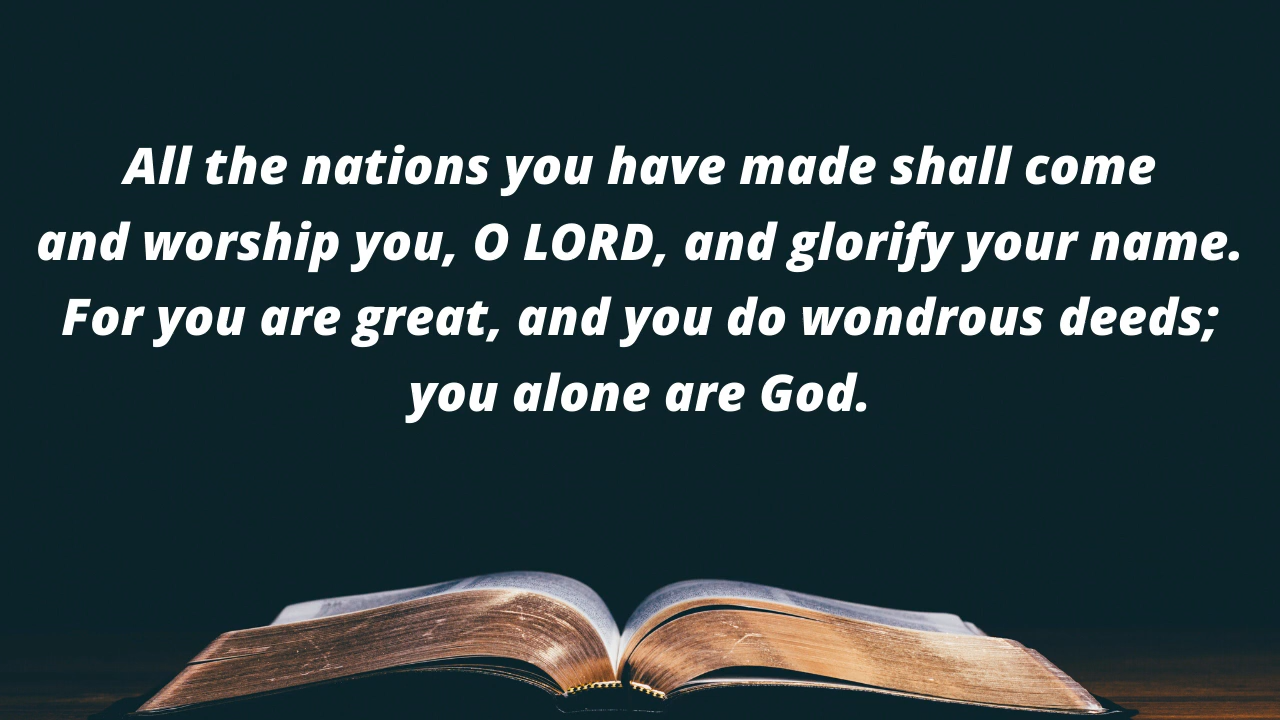 All the nations you have made shall come
and worship you, O LORD, and glorify your name.
For you are great, and you do wondrous deeds;
you alone are God.